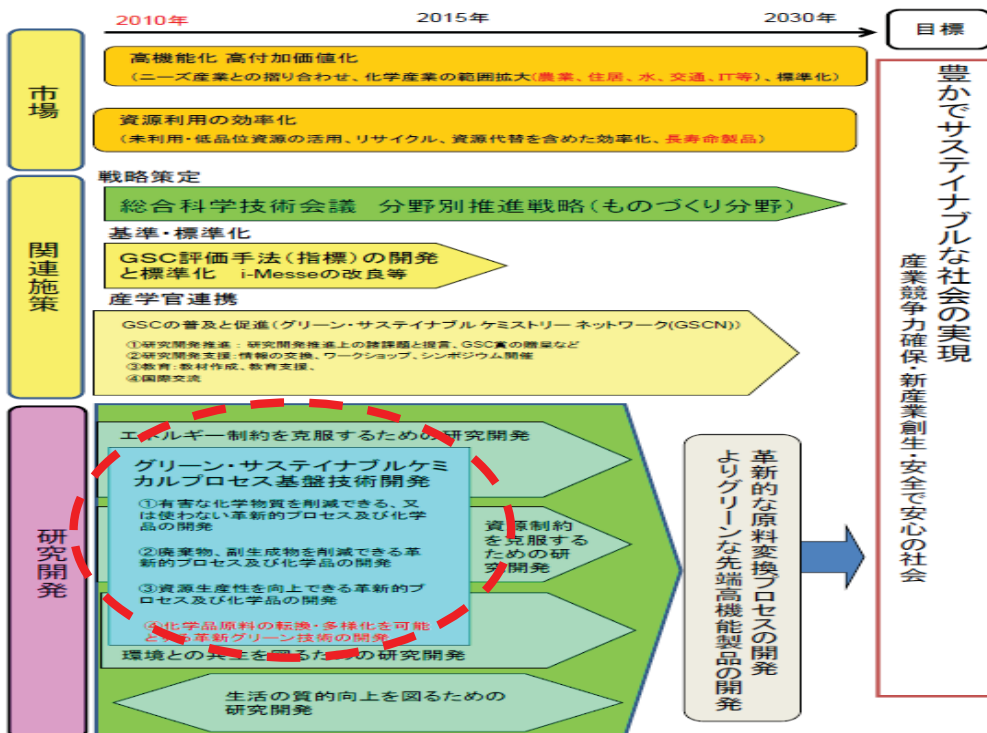 2010年
2015年
2030年
目標
市場
高機能化 高付加価値化
(ニーズ産業との摺り合わせ、化学産業の範囲拡大(農業、住居、水、交通、IT等)、標準化)
資源利用の効率化
(未利用・低品位資源の活用、リサイクル、資源代替を含めた効率化、長寿命製品)
関連施策
戦略策定
総合科学技術会議 分野別推進戦略(ものづくり分野)
基準・標準化
GSC評価手法(指標)の開発
と標準化 i-Messeの改良等
産学官連携
GSCの普及と促進(グリーン・サステイナブル ケミストリー ネットワーク(GSCN))
①研究開発推進:研究開発推進上の諸課題と提言、GSC賞の贈呈など
②研究開発支援:情報の交換、ワークショップ、シンポジウム開催
③教育:教材作成、教育支援、
④国際交流
研究開発
エネルギー制約を克服するための研究開発
グリーン・サステイナブルケミ
カルプロセス基盤技術開発
①有害な化学物質を削減できる、又
は使わない革新的プロセス及び化学
品の開発
②廃棄物、副生成物を削減できる革
新的プロセス及び化学品の開発
③資源生産性を向上できる革新的プ
ロセス及び化学品の開発
④化学品原料の転換・多様化を可能
とする革新グリーン技術の開発
資源制約
を克服する
ための研
究開発
環境との共生を図るための研究開発
生活の質的向上を図るための
研究開発
革新的な原料変換プロセスの開発
よりグリーンな先端高機能製品の開発
豊かでサステイナブルな社会の実現
産業競争力確保・新産業創生・安全で安心の社会